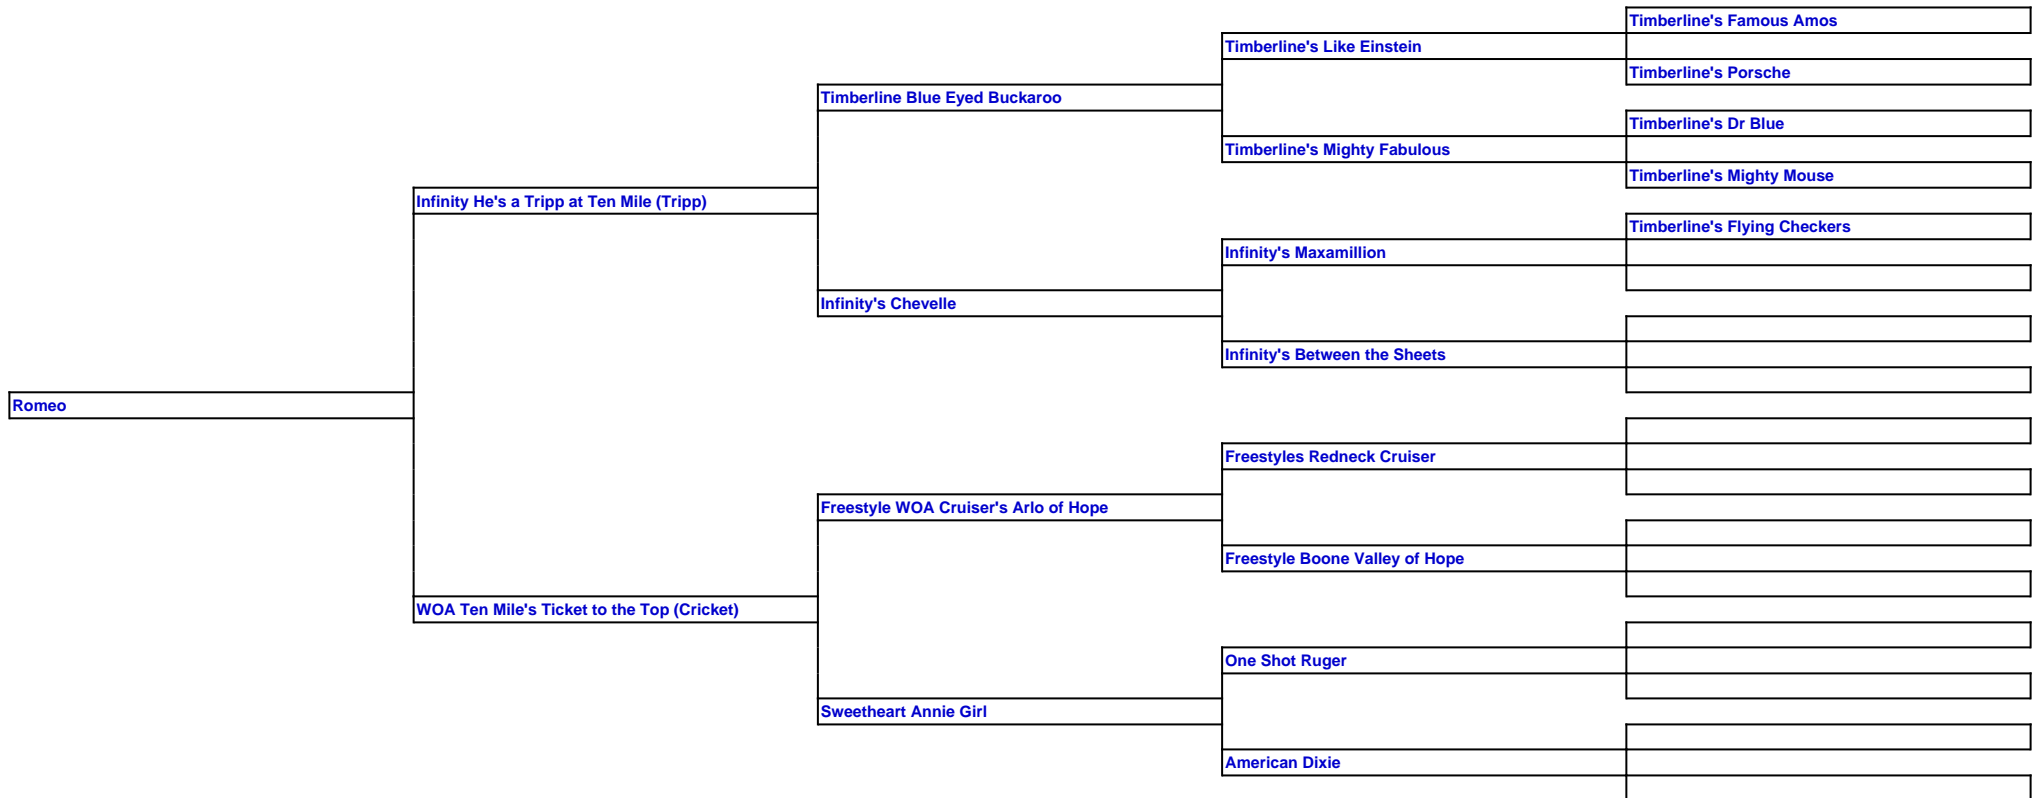 Timberline's Famous Amos
Timberline's Like Einstein
Timberline's Porsche
Timberline Blue Eyed Buckaroo
Timberline's Dr Blue
Timberline's Mighty Fabulous
Timberline's Mighty Mouse
Infinity He's a Tripp at Ten Mile (Tripp)
Timberline's Flying Checkers
Infinity's Maxamillion
Infinity's Chevelle
Infinity's Between the Sheets
Romeo
Freestyles Redneck Cruiser
Freestyle WOA Cruiser's Arlo of Hope
Freestyle Boone Valley of Hope
WOA Ten Mile's Ticket to the Top (Cricket)
One Shot Ruger
Sweetheart Annie Girl
American Dixie